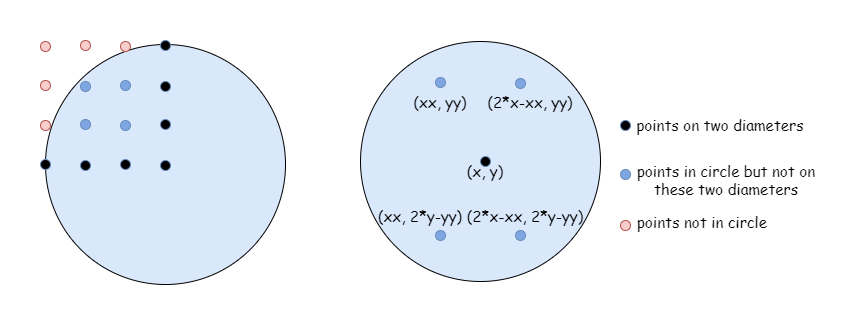 (xx, yy) (2*x-xx, yy)
(x, y)
(xx, 2*y-yy) (2*x-xx, 2*y-yy)
points on two diameters
points in circle but not on
these two diameters
points not in circle